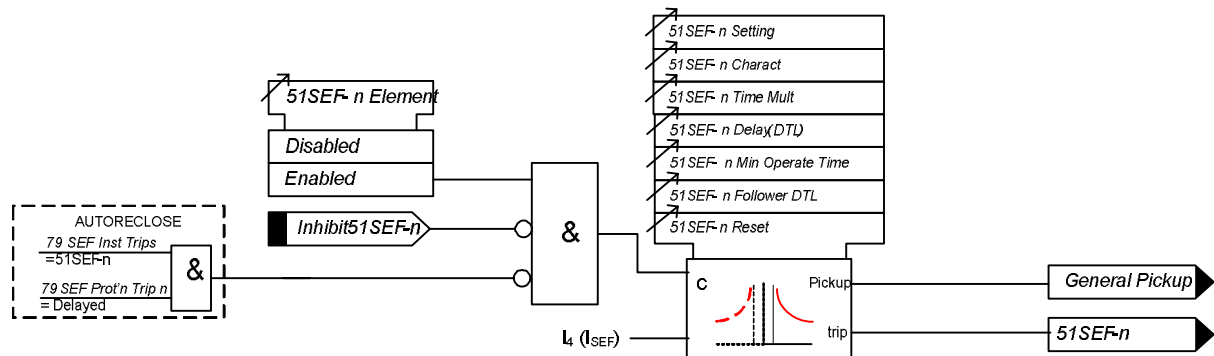 51SEF-n Setting
51SEF-n Charact
51SEF-n Time Mult
51SEF-n Delay(DTL)
51SEF-n Min Operate Time
51SEF-n Follower DTL
51SEF-n Reset
51SEF-n Element
Disabled
Enabled
Inhibit51SEF-n
&
AUTORECLOSE
79 SEF Inst Trips
=51SEF-n
&
79 SEF Prot'n Trip n
= Delayed
C
Pickup
trip
I4 (ISEF)
General Pickup
51SEF-n